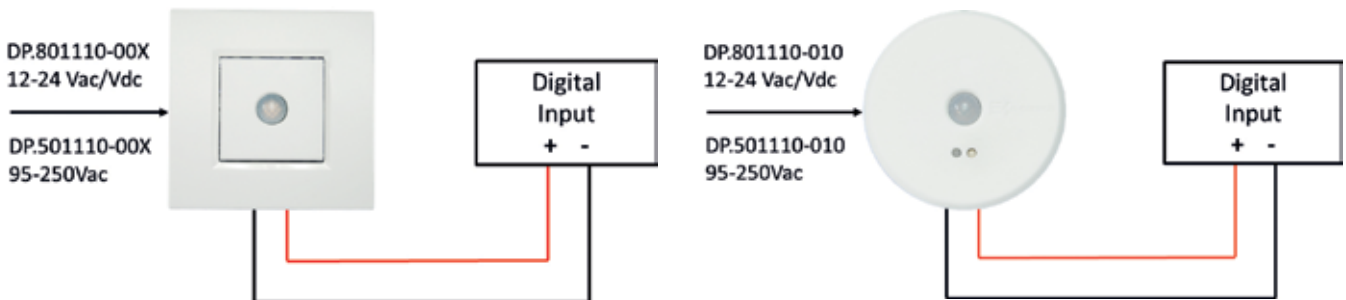 DP.801110-00X
12-24 Vac/Vdc
DP.501110-00X
95-250Vac
Digital
Input
+ -
DP.801110-010
12-24 Vac/Vdc
DP.501110-010
95-250Vac
Digital
Input
+ -